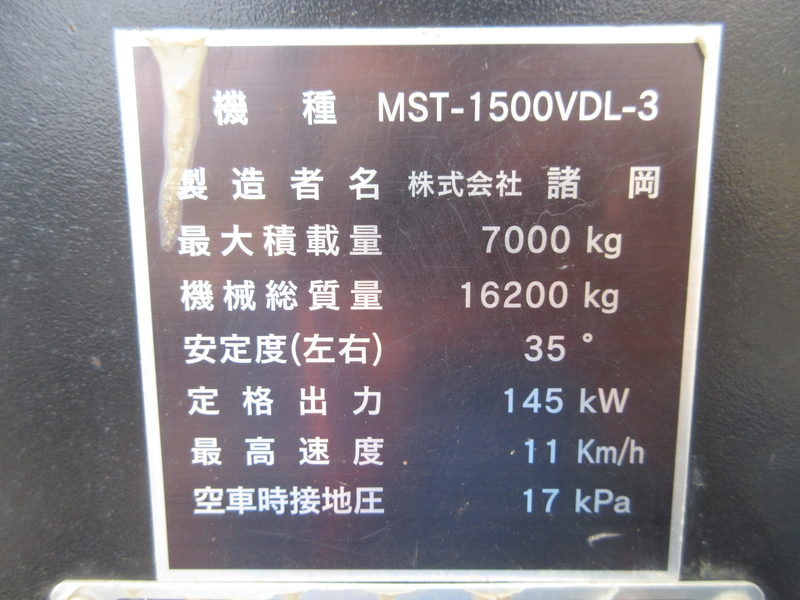 機種 MST-1500VDL-3
製造者名 株式会社 諸岡
最大積載量 7000 kg
機械総質量 16200 kg
安定度(左右) 35 °
定格出力 145 kW
最高速度 11 Km/h
空車時接地圧 17 kPa